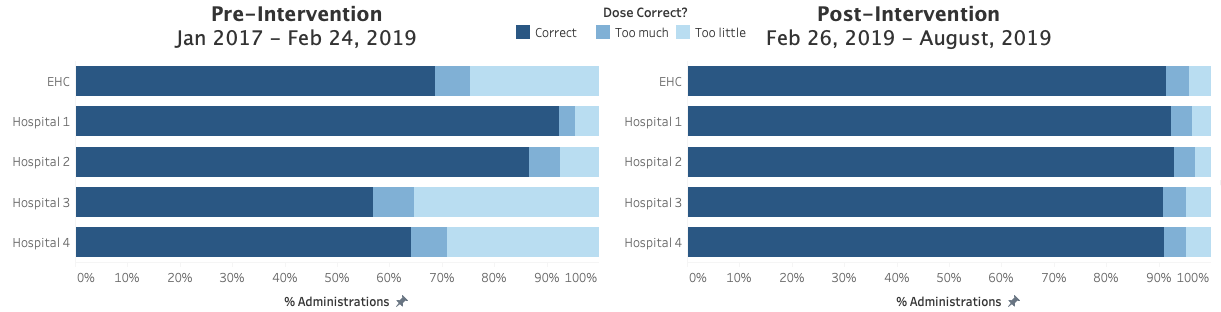 Pre-Intervention
Jan 2017 – Feb 24, 2019
Dose Correct?
Correct
Too much
Too little
Post-Intervention
Feb 26, 2019 – August, 2019
EHC
Hospital 1
Hospital 2
Hospital 3
Hospital 4
0% 10% 20% 30% 40% 50% 60% 70% 80% 90% 100%
% Administrations
EHC
Hospital 1
Hospital 2
Hospital 3
Hospital 4
0% 10% 20% 30% 40% 50% 60% 70% 80% 90% 100%
% Administrations